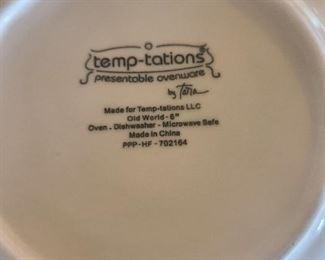 temp-tations®
presentable ovenware
by Tara
Made for Temp-tations LLC
Old World - 6"
Oven - Dishwasher - Microwave Safe
Made in China
PPP-HF-702164